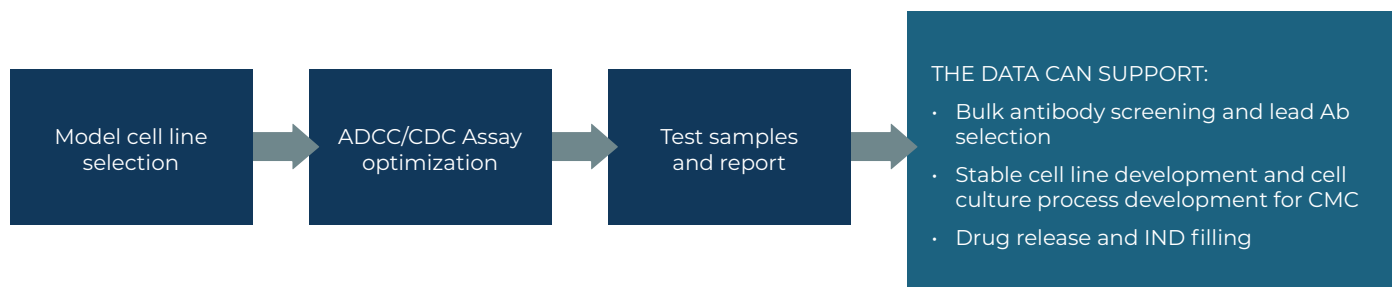 Model cell line
selection
ADCC/CDC Assay
optimization
Test samples
and report
THE DATA CAN SUPPORT:
• Bulk antibody screening and lead Ab
selection
• Stable cell line development and cell
culture process development for CMC
• Drug release and IND filling